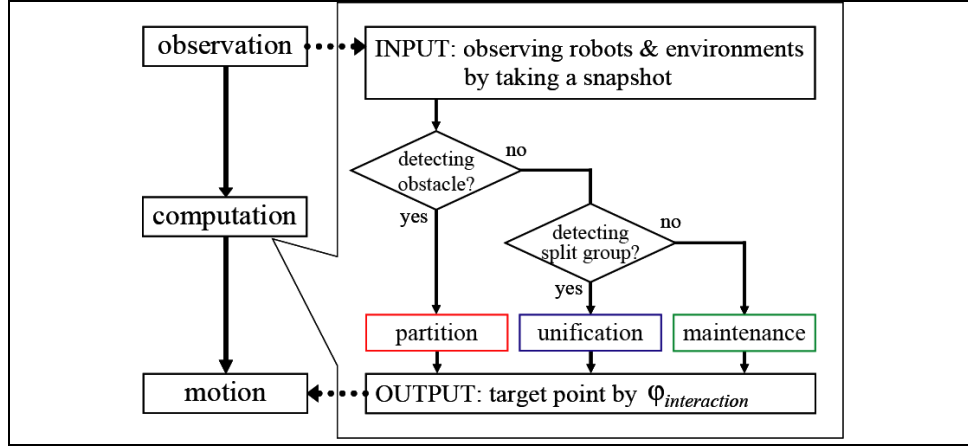 observation
INPUT: observing robots & environments
by taking a snapshot
detecting
obstacle?
no
yes
computation
detecting
split group?
no
yes
partition
unification
maintenance
motion
OUTPUT: target point by φinteraction